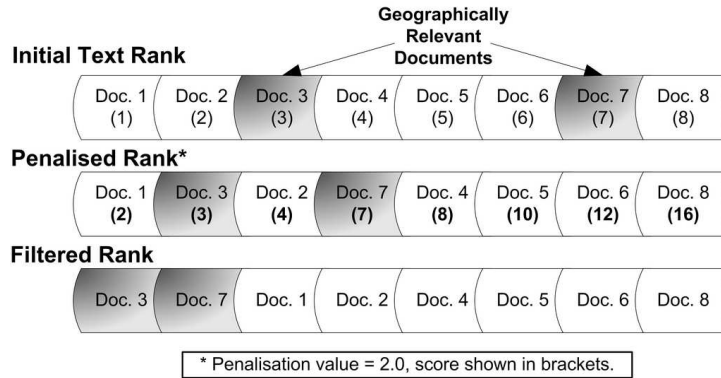 Geographically
Relevant
Documents
Initial Text Rank
Doc. 1 Doc. 2 Doc. 3 Doc. 4 Doc. 5 Doc. 6 Doc. 7 Doc. 8
(1) (2) (3) (4) (5) (6) (7) (8)
Penalised Rank*
Doc. 1 Doc. 3 Doc. 2 Doc. 7 Doc. 4 Doc. 5 Doc. 6 Doc. 8
(2) (3) (4) (7) (8) (10) (12) (16)
Filtered Rank
Doc. 3 Doc. 7 Doc. 1 Doc. 2 Doc. 4 Doc. 5 Doc. 6 Doc. 8
* Penalisation value = 2.0, score shown in brackets.